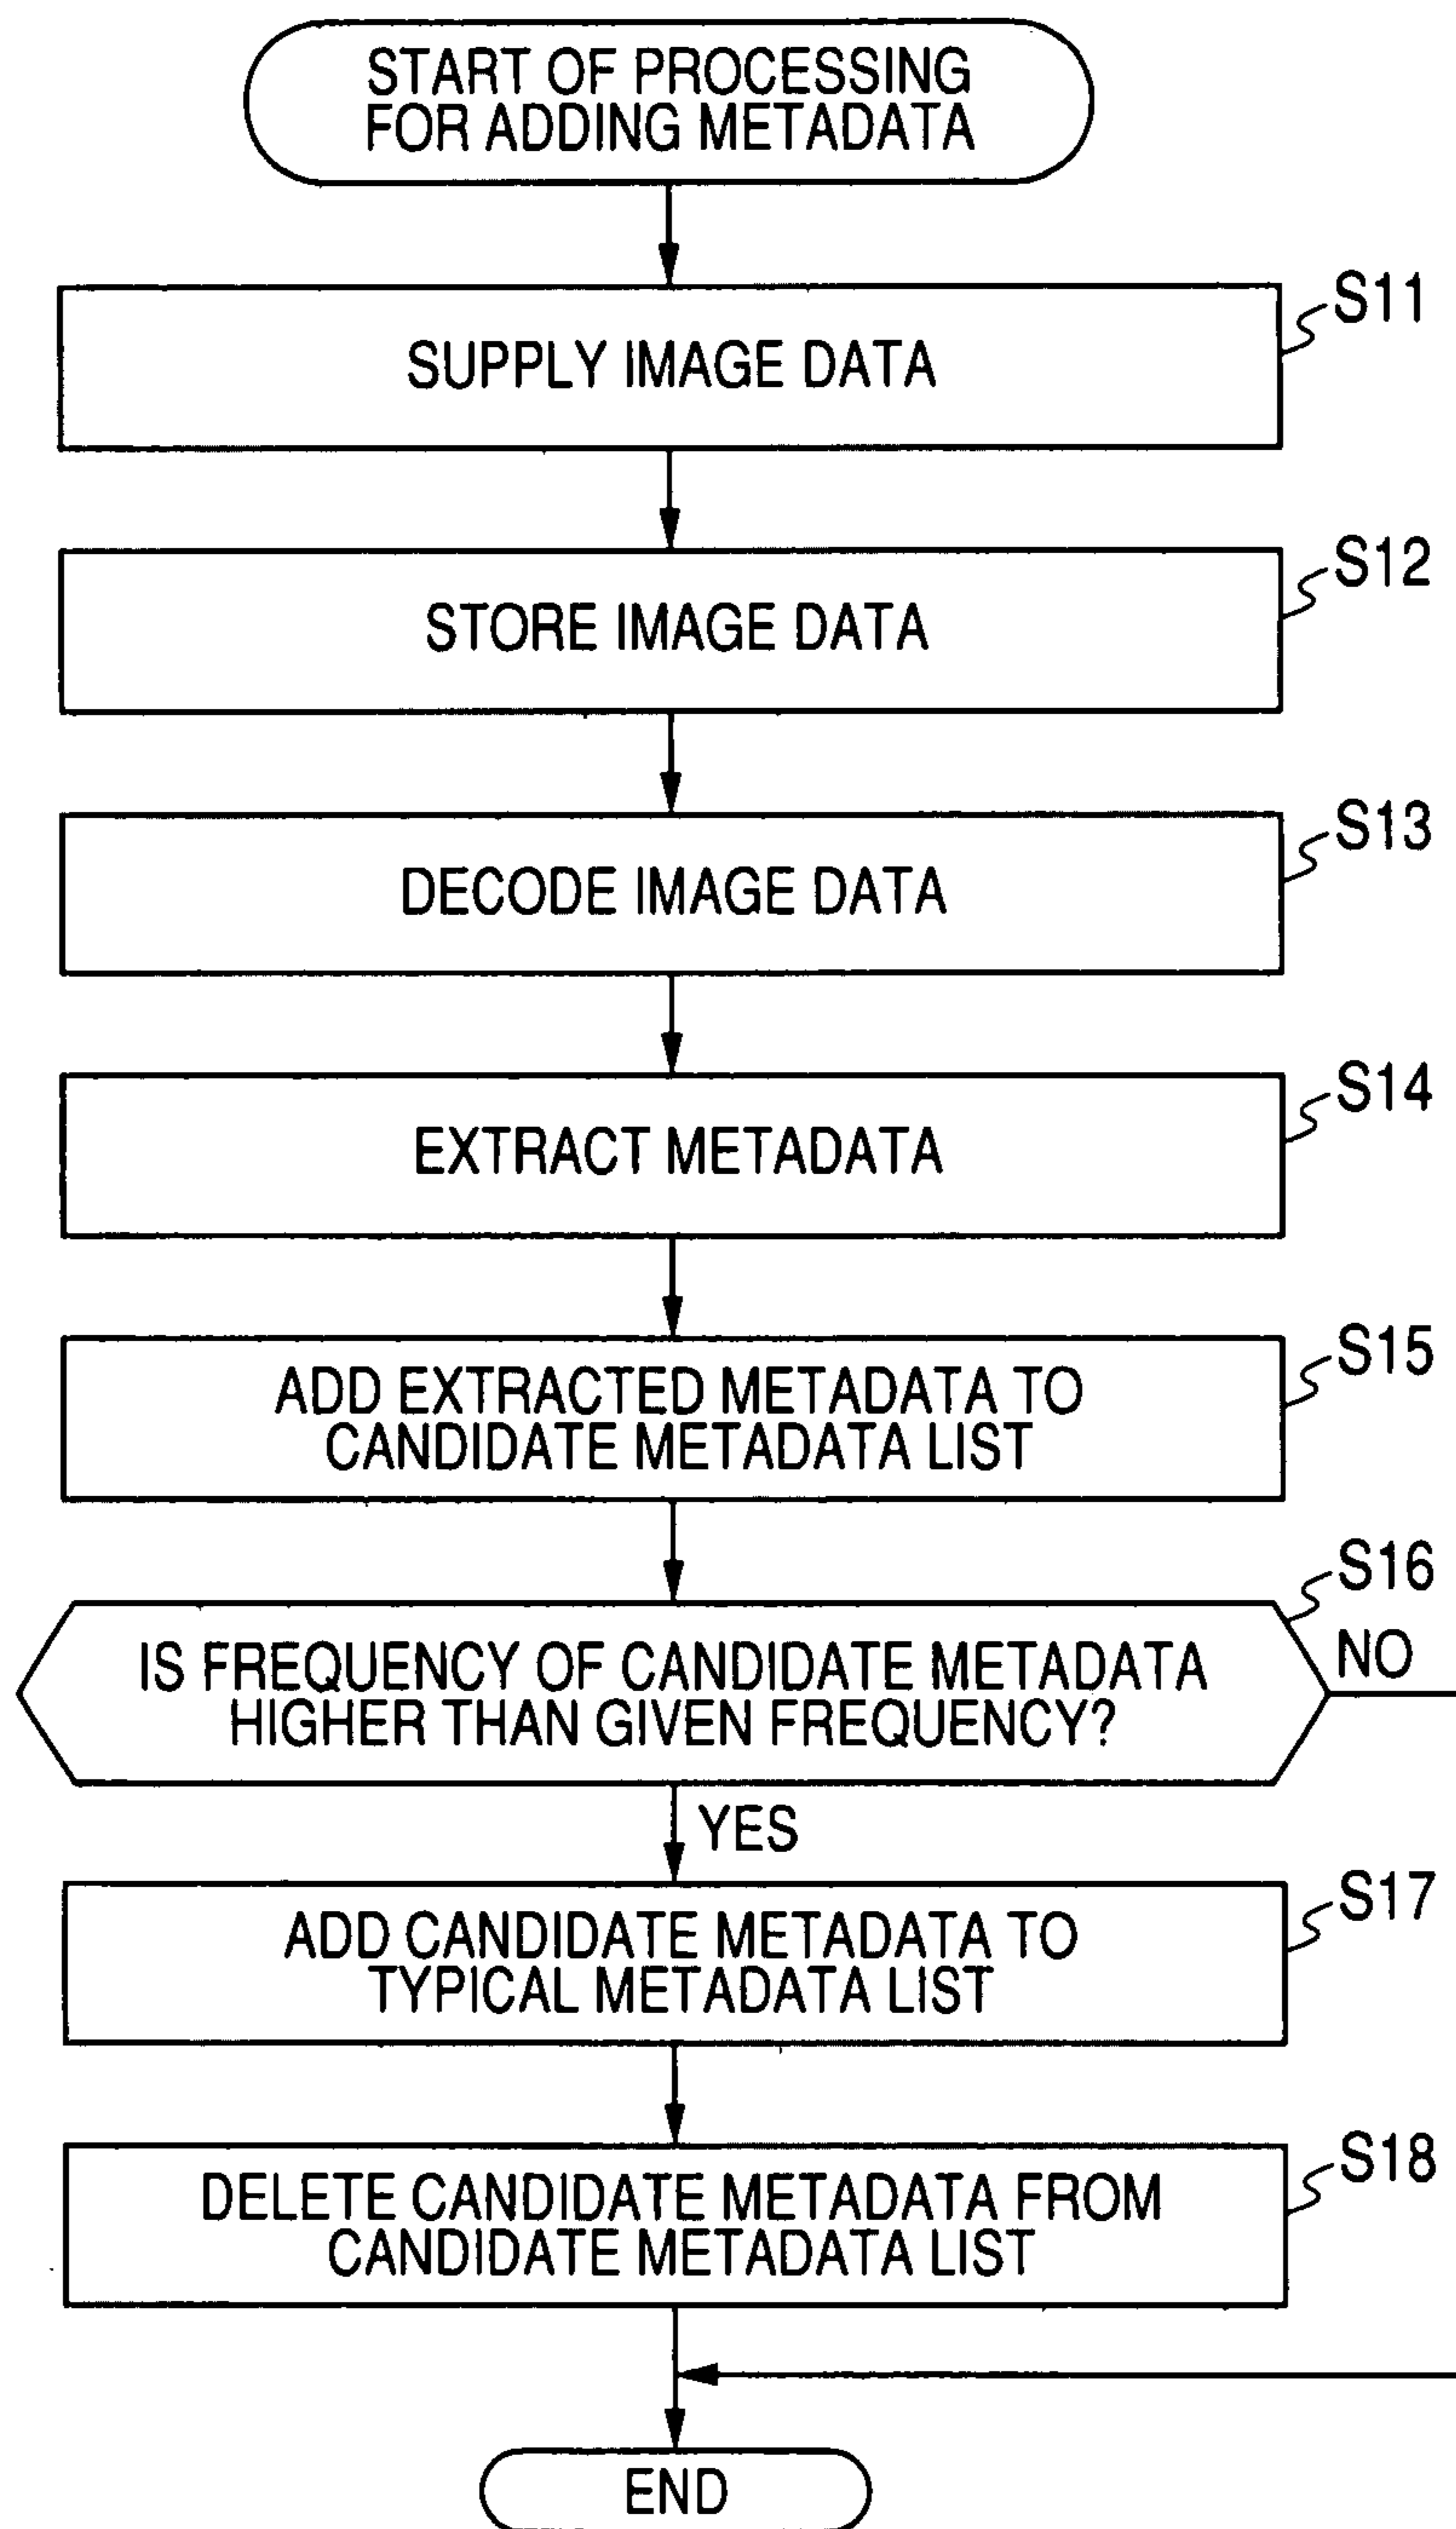 START OF PROCESSING
FOR ADDING METADATA
S11
SUPPLY IMAGE DATA
S12
STORE IMAGE DATA
S13
DECODE IMAGE DATA
S14
EXTRACT METADATA
S15
ADD EXTRACTED METADATA TO
CANDIDATE METADATA LIST
S16
IS FREQUENCY OF CANDIDATE METADATA
HIGHER THAN GIVEN FREQUENCY?
NO
YES
S17
ADD CANDIDATE METADATA TO
TYPICAL METADATA LIST
S18
DELETE CANDIDATE METADATA FROM
CANDIDATE METADATA LIST
END